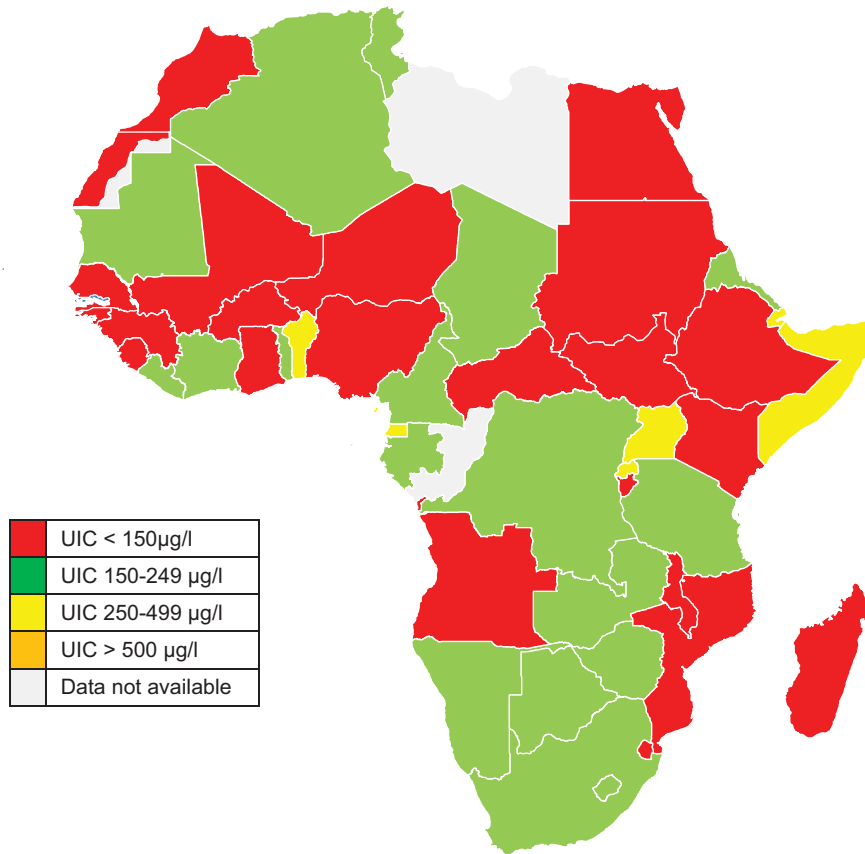 UIC < 150µg/l
UIC 150-249 µg/l
UIC 250-499 µg/l
UIC > 500 µg/l
Data not available